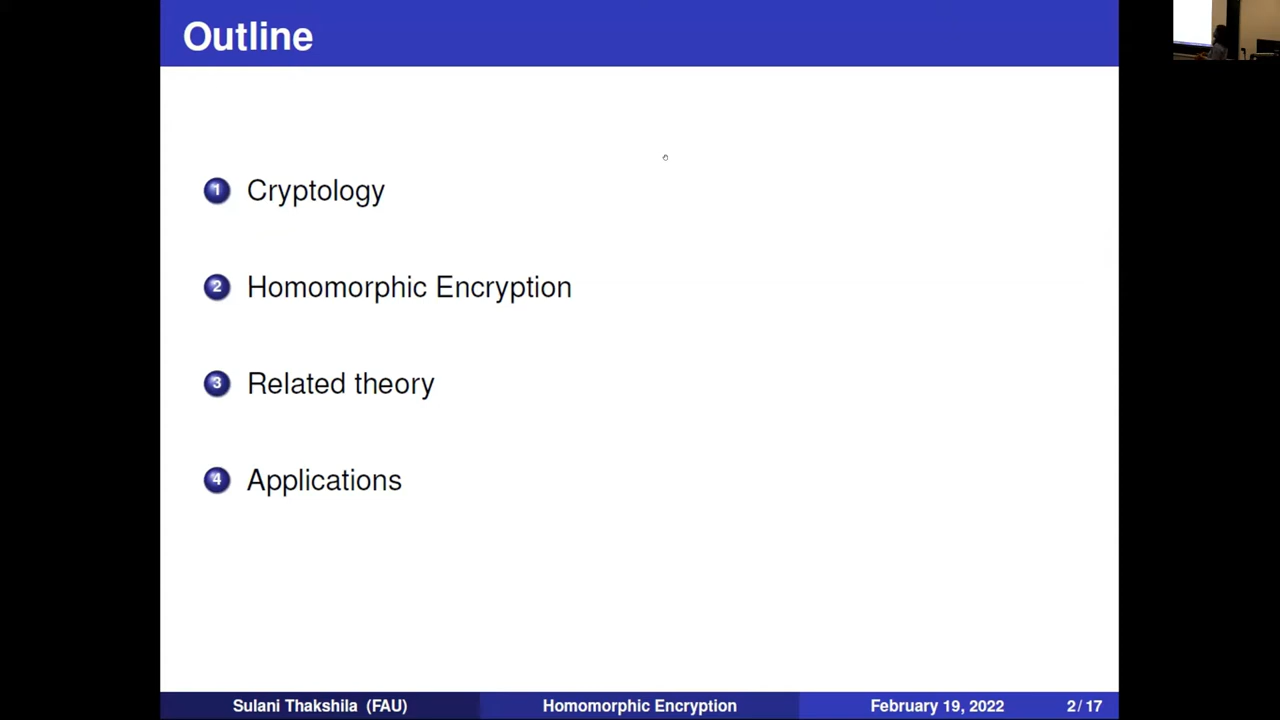 Outline
1 Cryptology
2 Homomorphic Encryption
3 Related theory
4 Applications
Sulani Thakshila (FAU) Homomorphic Encryption February 19, 2022 2 / 17